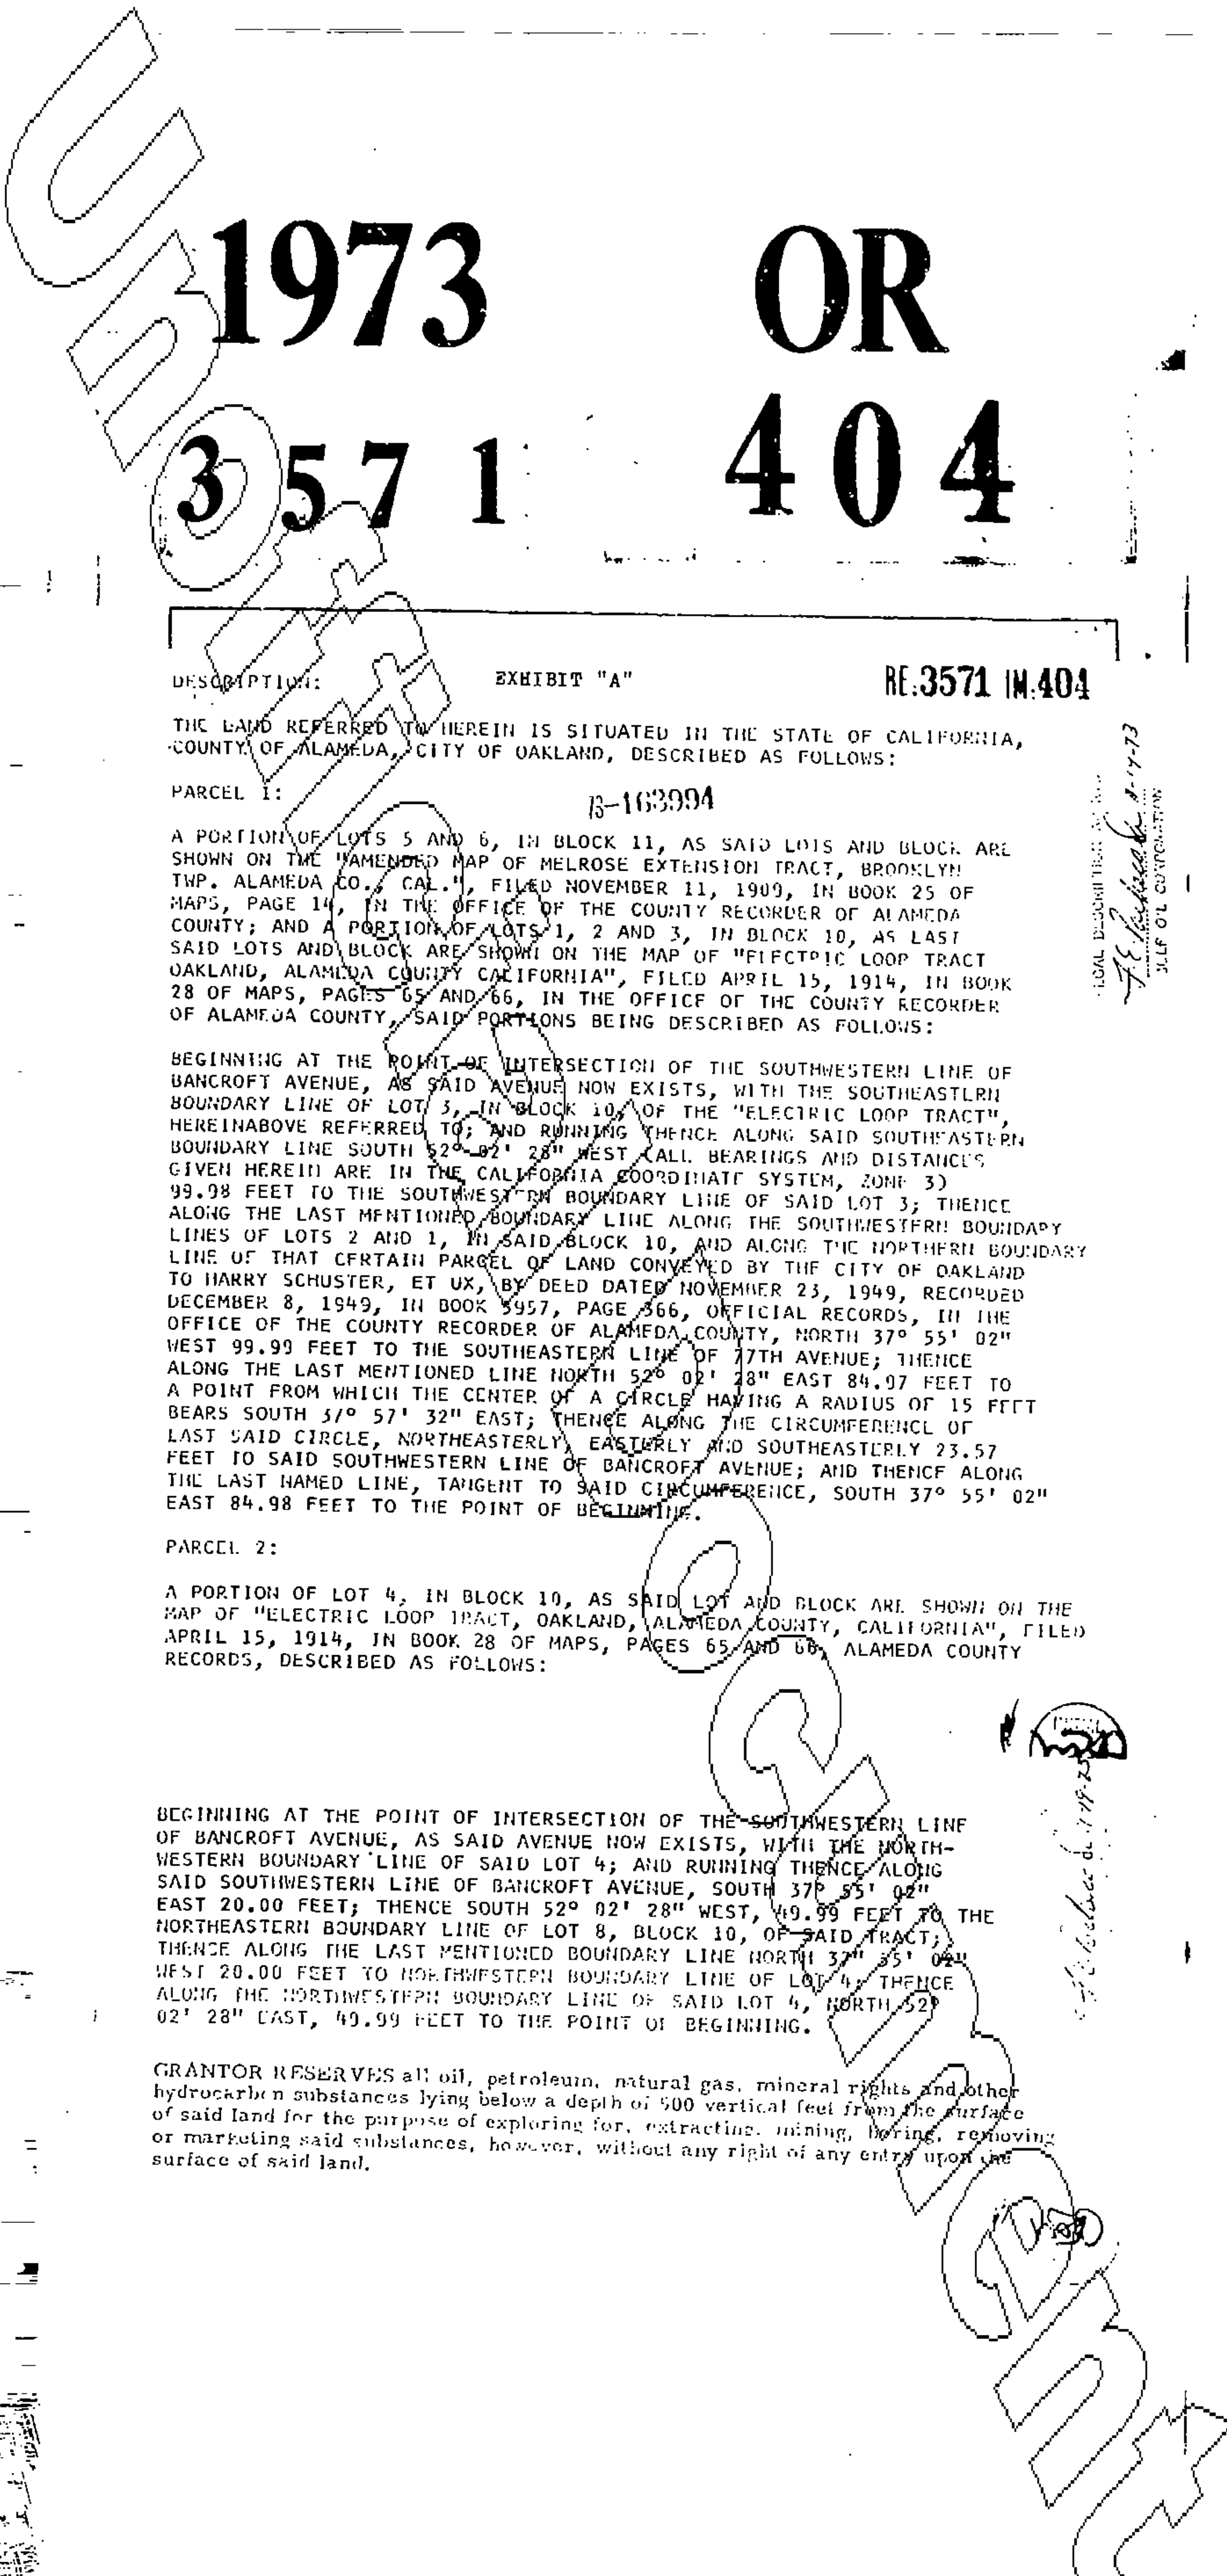 1973 OR
3571 404
DESCRIPTION: EXHIBIT "A" RE:3571 IM:404
THE LAND REFERRED TO HEREIN IS SITUATED IN THE STATE OF CALIFORNIA,
COUNTY OF ALAMEDA, CITY OF OAKLAND, DESCRIBED AS FOLLOWS:
PARCEL 1:
73-163994
A PORTION OF LOTS 5 AND 6, IN BLOCK 11, AS SAID LOTS AND BLOCK ARE
SHOWN ON THE "AMENDED MAP OF MELROSE EXTENSION TRACT, BROOKLYN
TWP. ALAMEDA CO., CAL.", FILED NOVEMBER 11, 1909, IN BOOK 25 OF
MAPS, PAGE 14, IN THE OFFICE OF THE COUNTY RECORDER OF ALAMEDA
COUNTY; AND A PORTION OF LOTS 1, 2 AND 3, IN BLOCK 10, AS LAST
SAID LOTS AND BLOCK ARE SHOWN ON THE MAP OF "ELECTRIC LOOP TRACT
OAKLAND, ALAMEDA COUNTY CALIFORNIA", FILED APRIL 15, 1914, IN BOOK
28 OF MAPS, PAGES 65 AND 66, IN THE OFFICE OF THE COUNTY RECORDER
OF ALAMEDA COUNTY, SAID PORTIONS BEING DESCRIBED AS FOLLOWS:
BEGINNING AT THE POINT OF INTERSECTION OF THE SOUTHWESTERN LINE OF
BANCROFT AVENUE, AS SAID AVENUE NOW EXISTS, WITH THE SOUTHEASTERN
BOUNDARY LINE OF LOT 3, IN BLOCK 10, OF THE "ELECTRIC LOOP TRACT",
HEREINABOVE REFERRED TO; AND RUNNING THENCE ALONG SAID SOUTHEASTERN
BOUNDARY LINE SOUTH 52° 02' 28" WEST (ALL BEARINGS AND DISTANCES
GIVEN HEREIN ARE IN THE CALIFORNIA COORDINATE SYSTEM, ZONE 3)
99.98 FEET TO THE SOUTHWESTERN BOUNDARY LINE OF SAID LOT 3; THENCE
ALONG THE LAST MENTIONED BOUNDARY LINE ALONG THE SOUTHWESTERN BOUNDARY
LINES OF LOTS 2 AND 1, IN SAID BLOCK 10, AND ALONG THE NORTHERN BOUNDARY
LINE OF THAT CERTAIN PARCEL OF LAND CONVEYED BY THE CITY OF OAKLAND
TO HARRY SCHUSTER, ET UX, BY DEED DATED NOVEMBER 23, 1949, RECORDED
DECEMBER 8, 1949, IN BOOK 5957, PAGE 366, OFFICIAL RECORDS, IN THE
OFFICE OF THE COUNTY RECORDER OF ALAMEDA COUNTY, NORTH 37° 55' 02"
WEST 99.99 FEET TO THE SOUTHEASTERN LINE OF 77TH AVENUE; THENCE
ALONG THE LAST MENTIONED LINE NORTH 52° 02' 28" EAST 84.97 FEET TO
A POINT FROM WHICH THE CENTER OF A CIRCLE HAVING A RADIUS OF 15 FEET
BEARS SOUTH 37° 57' 32" EAST; THENCE ALONG THE CIRCUMFERENCE OF
LAST SAID CIRCLE, NORTHEASTERLY, EASTERLY AND SOUTHEASTERLY 23.57
FEET TO SAID SOUTHWESTERN LINE OF BANCROFT AVENUE; AND THENCE ALONG
THE LAST NAMED LINE, TANGENT TO SAID CIRCUMFERENCE, SOUTH 37° 55' 02"
EAST 84.98 FEET TO THE POINT OF BEGINNING.
PARCEL 2:
A PORTION OF LOT 4, IN BLOCK 10, AS SAID LOT AND BLOCK ARE SHOWN ON THE
MAP OF "ELECTRIC LOOP TRACT, OAKLAND, ALAMEDA COUNTY, CALIFORNIA", FILED
APRIL 15, 1914, IN BOOK 28 OF MAPS, PAGES 65 AND 66, ALAMEDA COUNTY
RECORDS, DESCRIBED AS FOLLOWS:
BEGINNING AT THE POINT OF INTERSECTION OF THE SOUTHWESTERN LINE
OF BANCROFT AVENUE, AS SAID AVENUE NOW EXISTS, WITH THE NORTH-
WESTERN BOUNDARY LINE OF SAID LOT 4; AND RUNNING THENCE ALONG
SAID SOUTHWESTERN LINE OF BANCROFT AVENUE, SOUTH 37° 55' 02"
EAST 20.00 FEET; THENCE SOUTH 52° 02' 28" WEST, 49.99 FEET TO THE
NORTHEASTERN BOUNDARY LINE OF LOT 8, BLOCK 10, OF SAID TRACT;
THENCE ALONG THE LAST MENTIONED BOUNDARY LINE NORTH 37° 55' 02"
WEST 20.00 FEET TO NORTHWESTERN BOUNDARY LINE OF LOT 4; THENCE
ALONG THE NORTHWESTERN BOUNDARY LINE OF SAID LOT 4, NORTH 52°
02' 28" EAST, 49.99 FEET TO THE POINT OF BEGINNING.
GRANTOR RESERVES all oil, petroleum, natural gas, mineral rights and other
hydrocarbon substances lying below a depth of 500 vertical feet from the surface
of said land for the purpose of exploring for, extracting, mining, boring, removing
or marketing said substances, however, without any right of any entry upon the
surface of said land.
GULF OIL CORPORATION
Unofficial Document